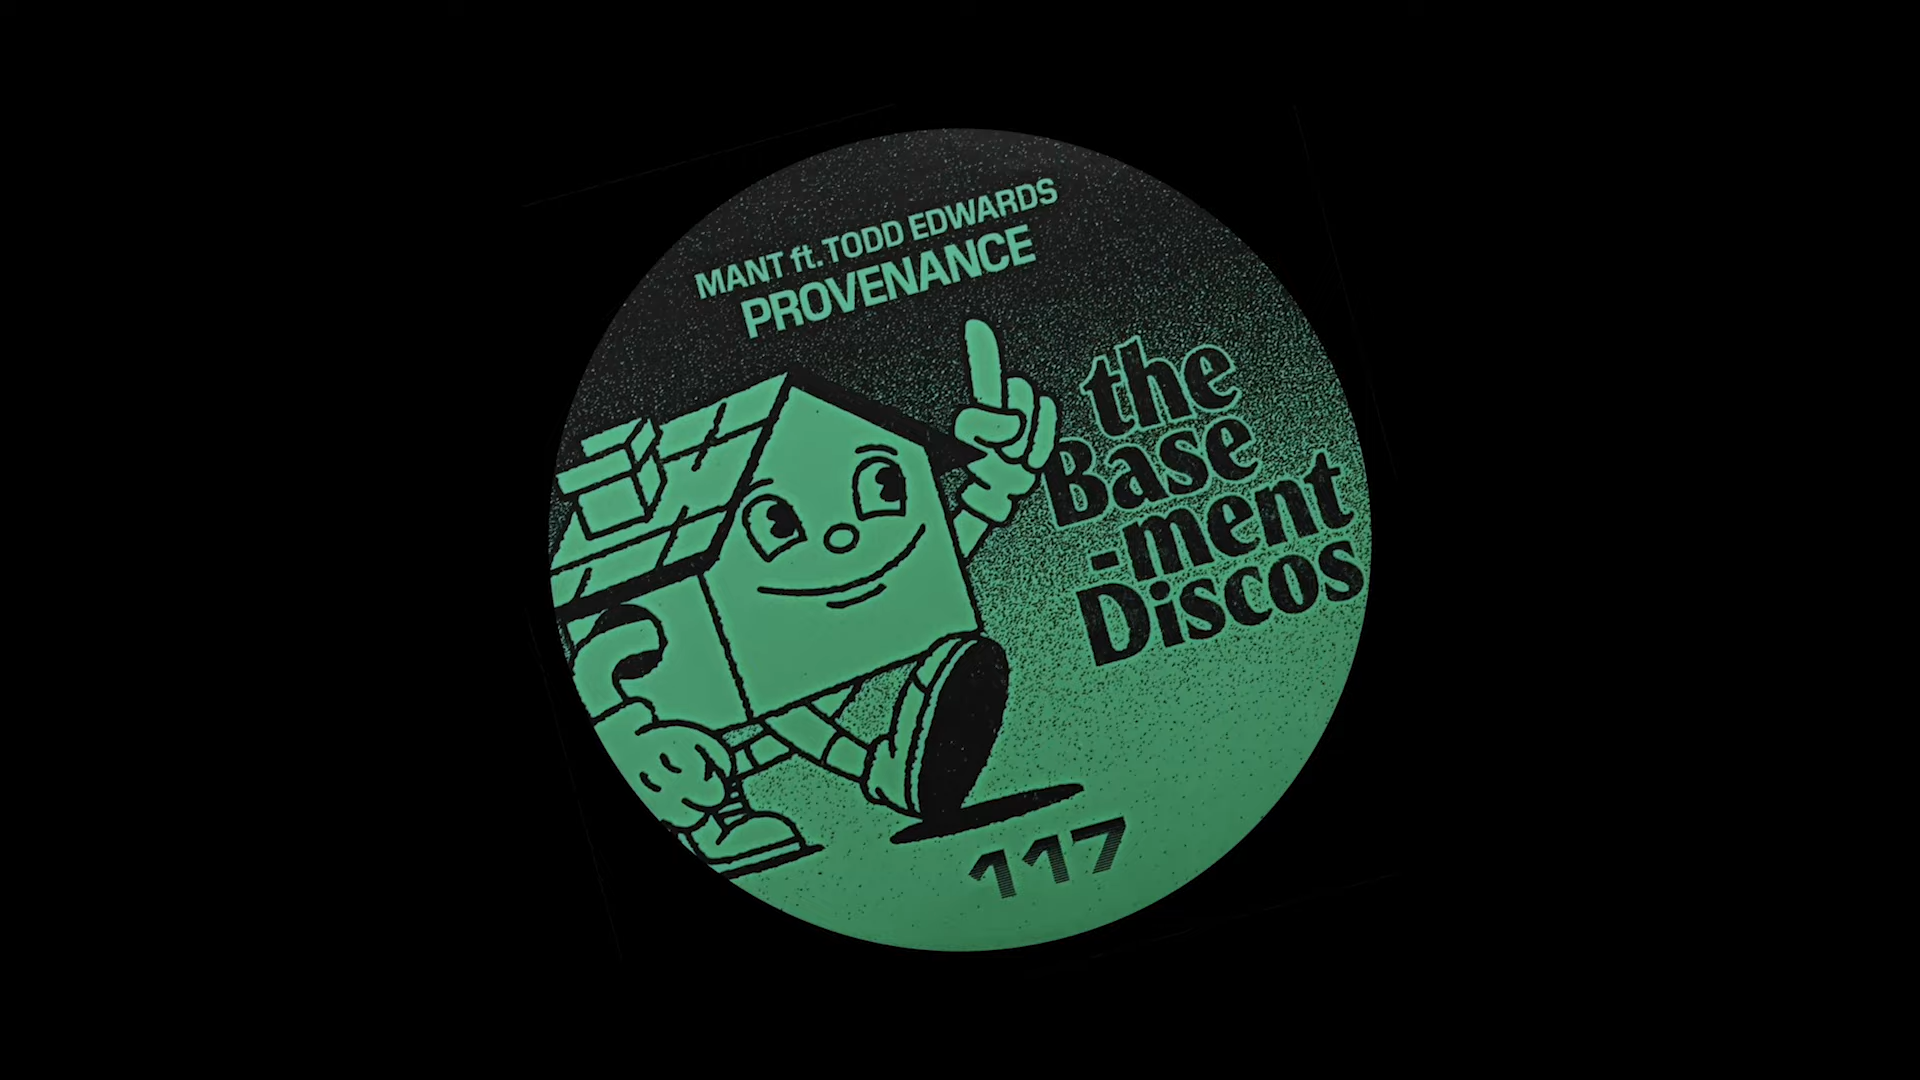 MANT ft. TODD EDWARDS
PROVENANCE
the
Base
-ment
Discos
117